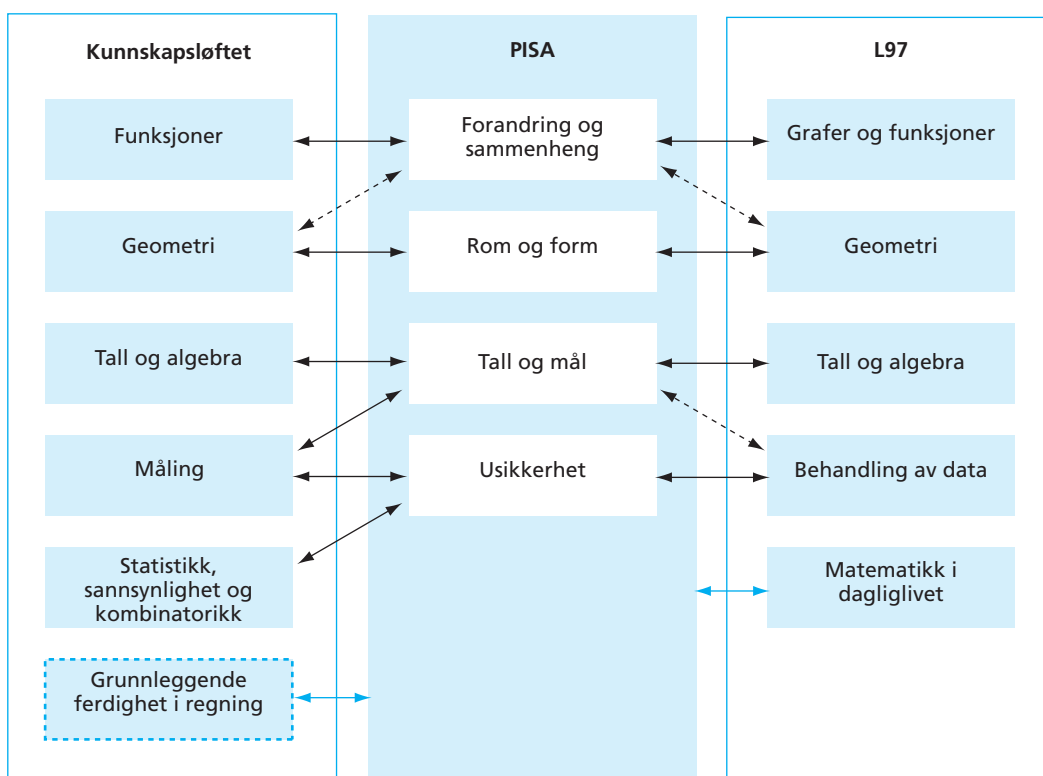 Kunnskapsløftet
PISA
L97
Funksjoner
Forandring og
sammenheng
Grafer og funksjoner
Geometri
Rom og form
Geometri
Tall og algebra
Tall og mål
Tall og algebra
Måling
Usikkerhet
Behandling av data
Statistikk,
sannsynlighet og
kombinatorikk
Matematikk i
dagliglivet
Grunnleggende
ferdighet i regning